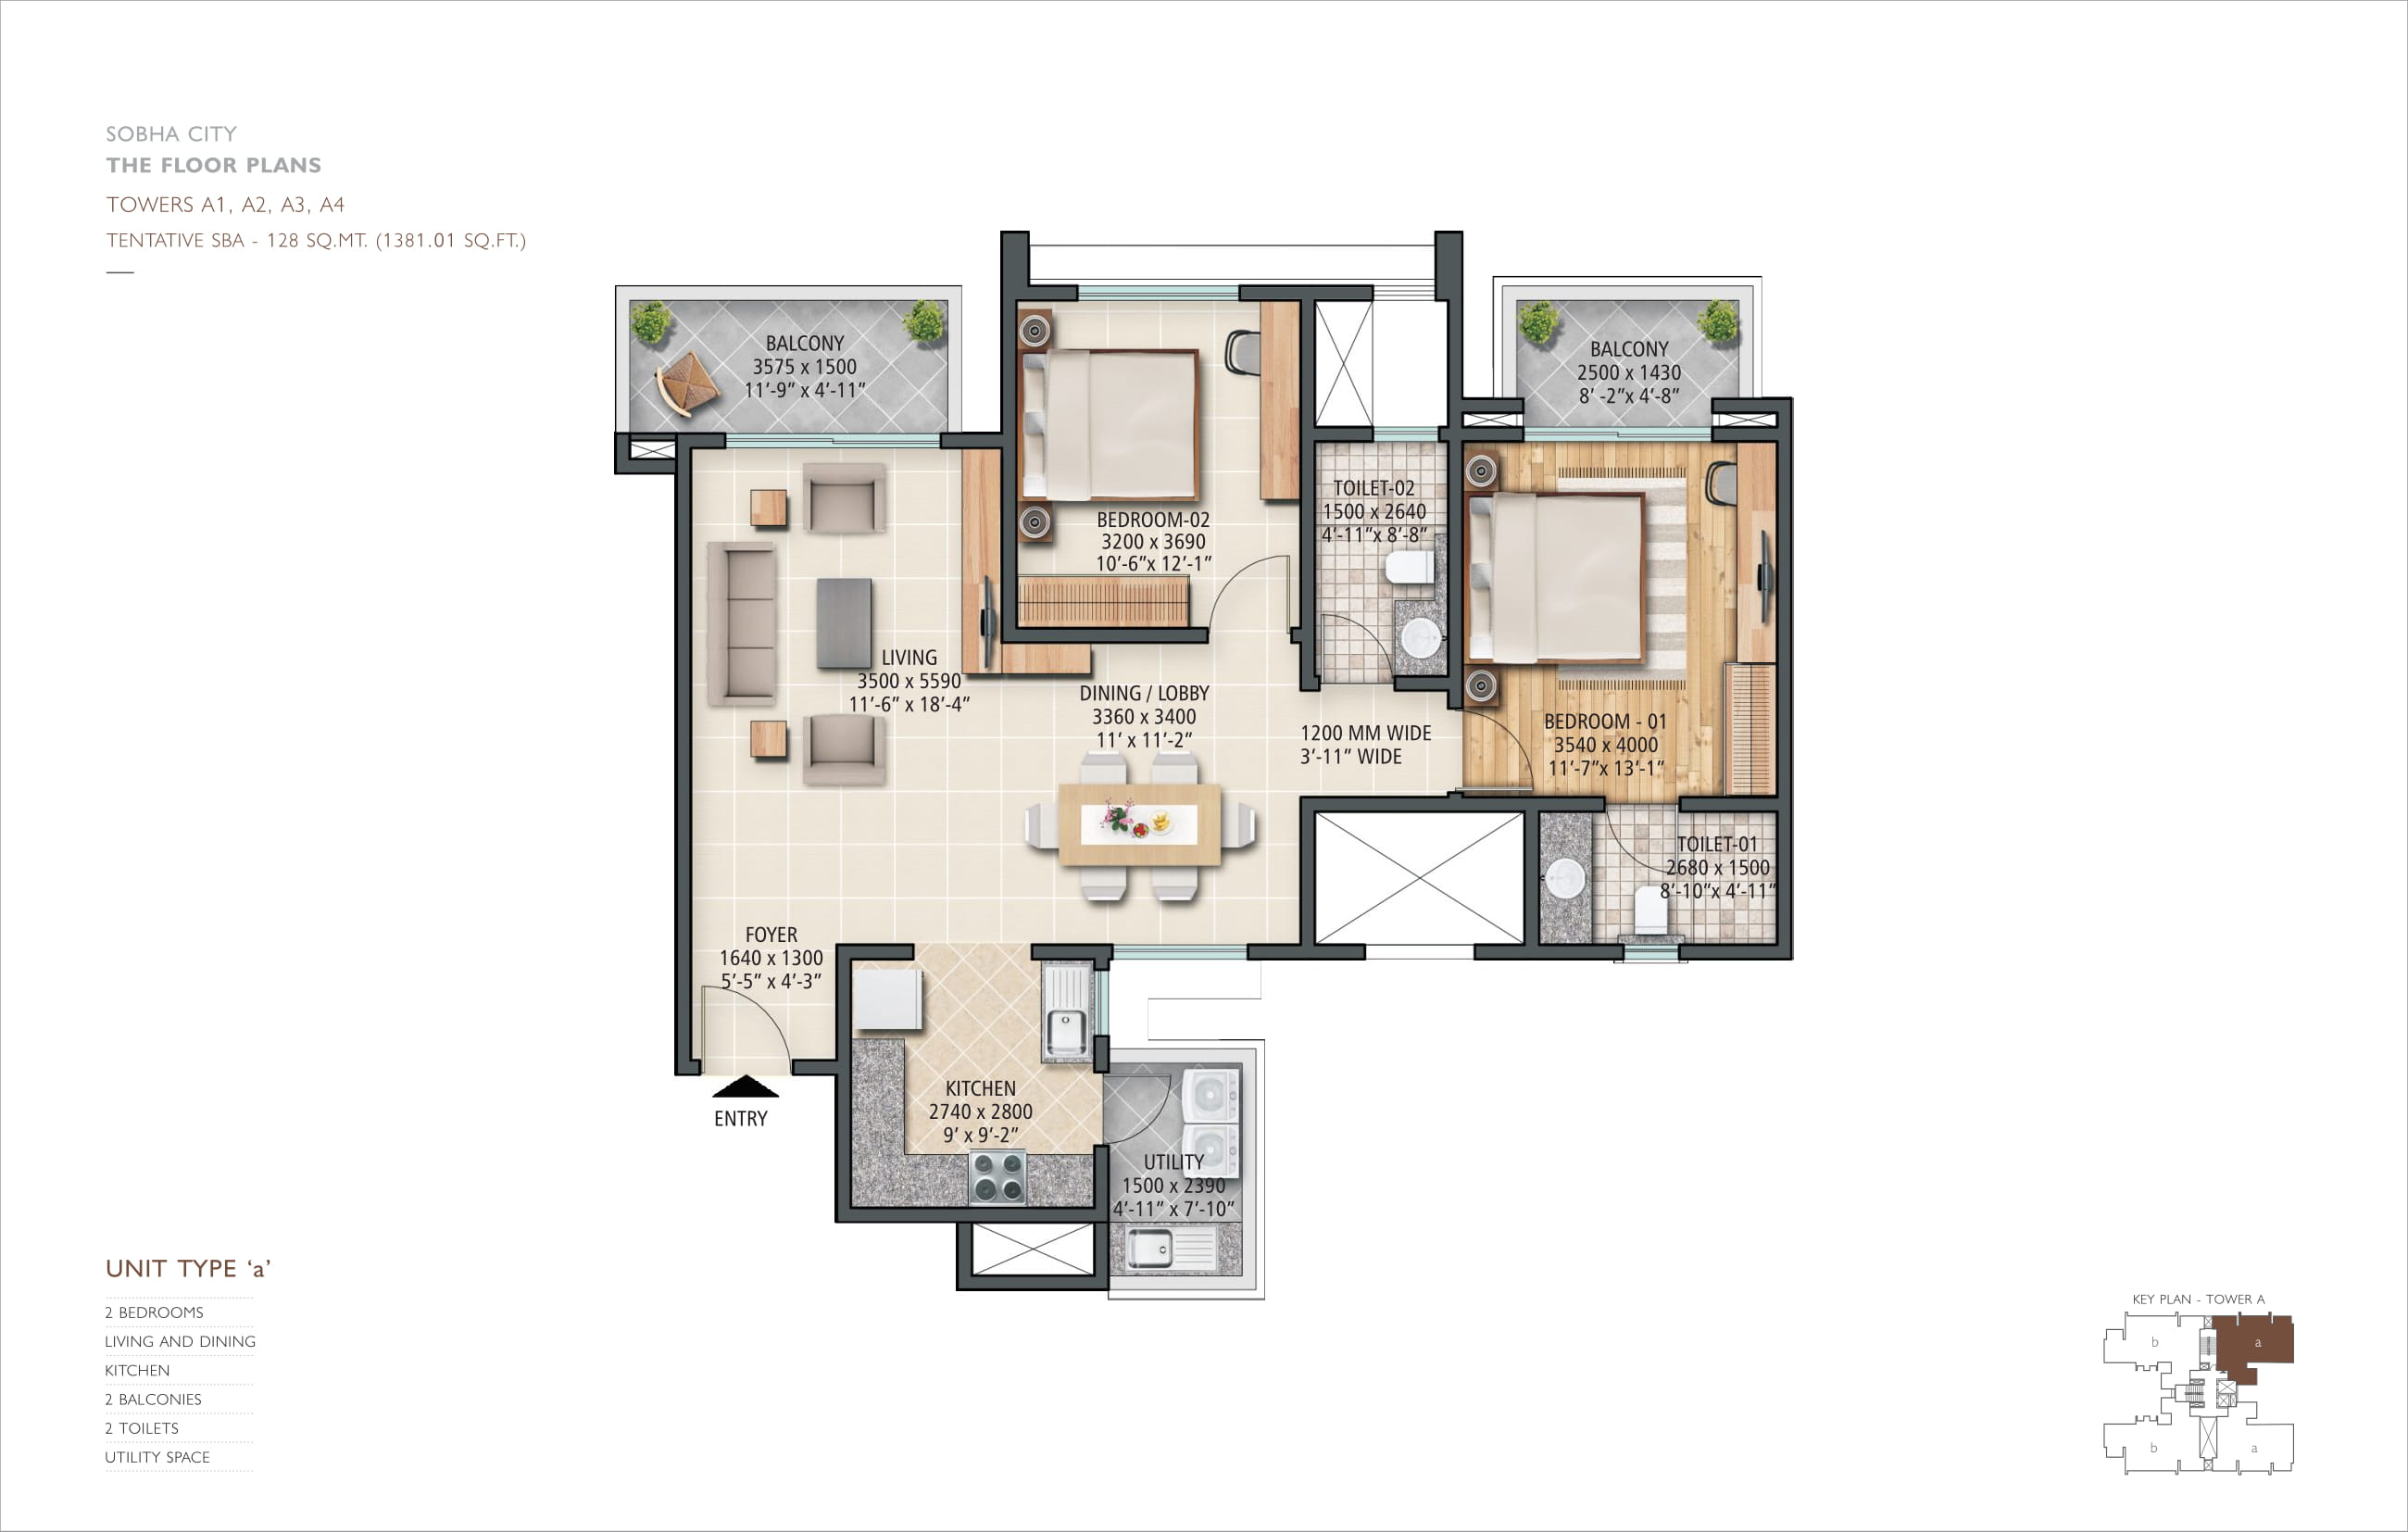 SOBHA CITY
THE FLOOR PLANS
TOWERS A1, A2, A3, A4
TENTATIVE SBA - 128 SQ.MT. (1381.01 SQ.FT.)
BALCONY
3575 x 1500
11’-9” x 4’-11”
BALCONY
2500 x 1430
8’ -2”x 4’-8”
BEDROOM-02
3200 x 3690
10’-6”x 12’-1”
TOILET-02
1500 x 2640
4’-11”x 8’-8”
LIVING
3500 x 5590
11’-6” x 18’-4”
DINING / LOBBY
3360 x 3400
11’ x 11’-2”
1200 MM WIDE
3’-11” WIDE
BEDROOM - 01
3540 x 4000
11’-7”x 13’-1”
TOILET-01
2680 x 1500
8’-10”x 4’-11”
FOYER
1640 x 1300
5’-5” x 4’-3”
ENTRY
KITCHEN
2740 x 2800
9’ x 9’-2”
UTILITY
1500 x 2390
4’-11” x 7’-10”
UNIT TYPE ‘a’
2 BEDROOMS
LIVING AND DINING
KITCHEN
2 BALCONIES
2 TOILETS
UTILITY SPACE
KEY PLAN - TOWER A
b
a
b
a